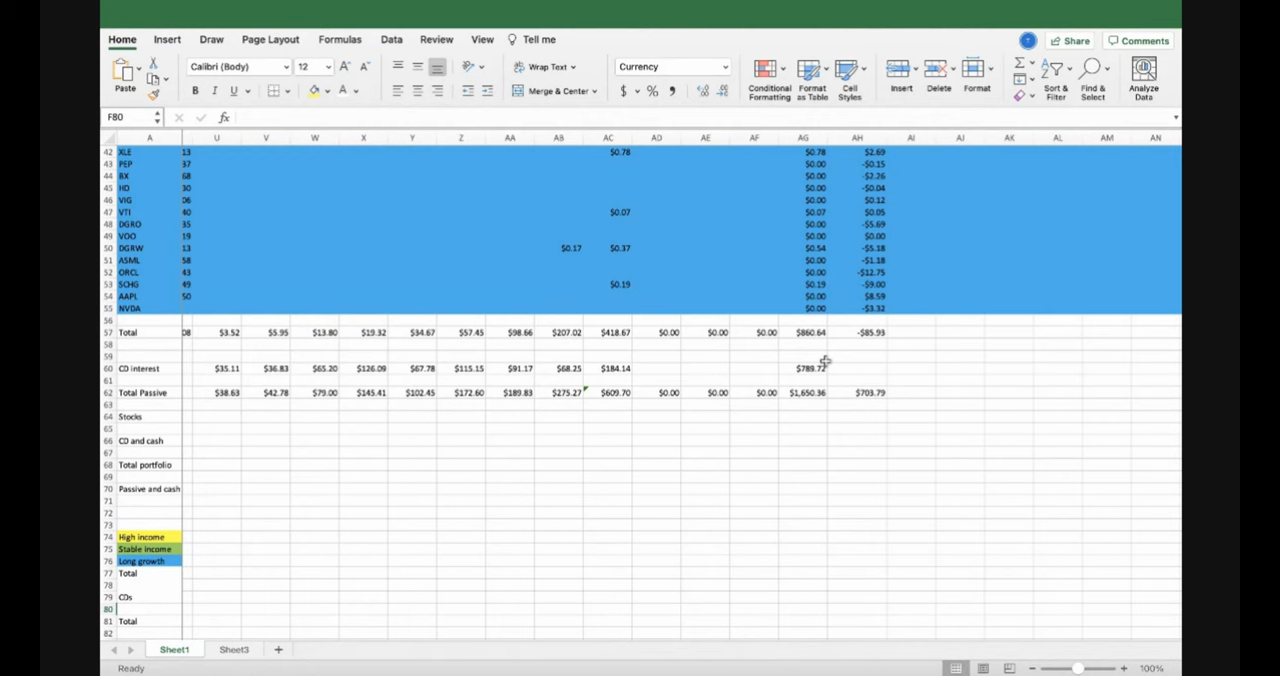 Home Insert Draw Page Layout Formulas Data Review View Tell me Share Comments
Paste Calibri (Body) 12 Wrap Text Currency
B I U Merge & Center $ % Conditional Formatting Format as Table Cell Styles Insert Delete Format Sort & Filter Find & Select Analyze Data
F80 fx
A U V W X Y Z AA AB AC AD AE AF AG AH AI AJ AK AL AM AN
42 XLE 13 $0.78 $0.78 $2.69
43 PEP 37 $0.00 -$0.15
44 BX 68 $0.00 -$2.26
45 HD 30 $0.00 -$0.04
46 VIG 06 $0.00 $0.12
47 VTI 40 $0.07 $0.07 $0.05
48 DGRO 35 $0.00 -$5.69
49 VOO 19 $0.00 $0.00
50 DGRW 13 $0.17 $0.37 $0.54 -$5.18
51 ASML 58 $0.00 -$1.18
52 ORCL 43 $0.00 -$12.75
53 SCHG 49 $0.19 $0.19 -$9.00
54 AAPL 50 $0.00 $8.59
55 NVDA $0.00 -$3.32
56
57 Total 08 $3.52 $5.95 $13.80 $19.32 $34.67 $57.45 $98.66 $207.02 $418.67 $0.00 $0.00 $0.00 $860.64 -$85.93
58
59
60 CD interest $35.11 $36.83 $65.20 $126.09 $67.78 $115.15 $91.17 $68.25 $184.14 $789.72
61
62 Total Passive $38.63 $42.78 $79.00 $145.41 $102.45 $172.60 $189.83 $275.27 $609.70 $0.00 $0.00 $0.00 $1,650.36 $703.79
63
64 Stocks
65
66 CD and cash
67
68 Total portfolio
69
70 Passive and cash
71
72
73
74 High income
75 Stable income
76 Long growth
77 Total
78
79 CDs
80
81 Total
82
Sheet1 Sheet3 +
Ready 100%